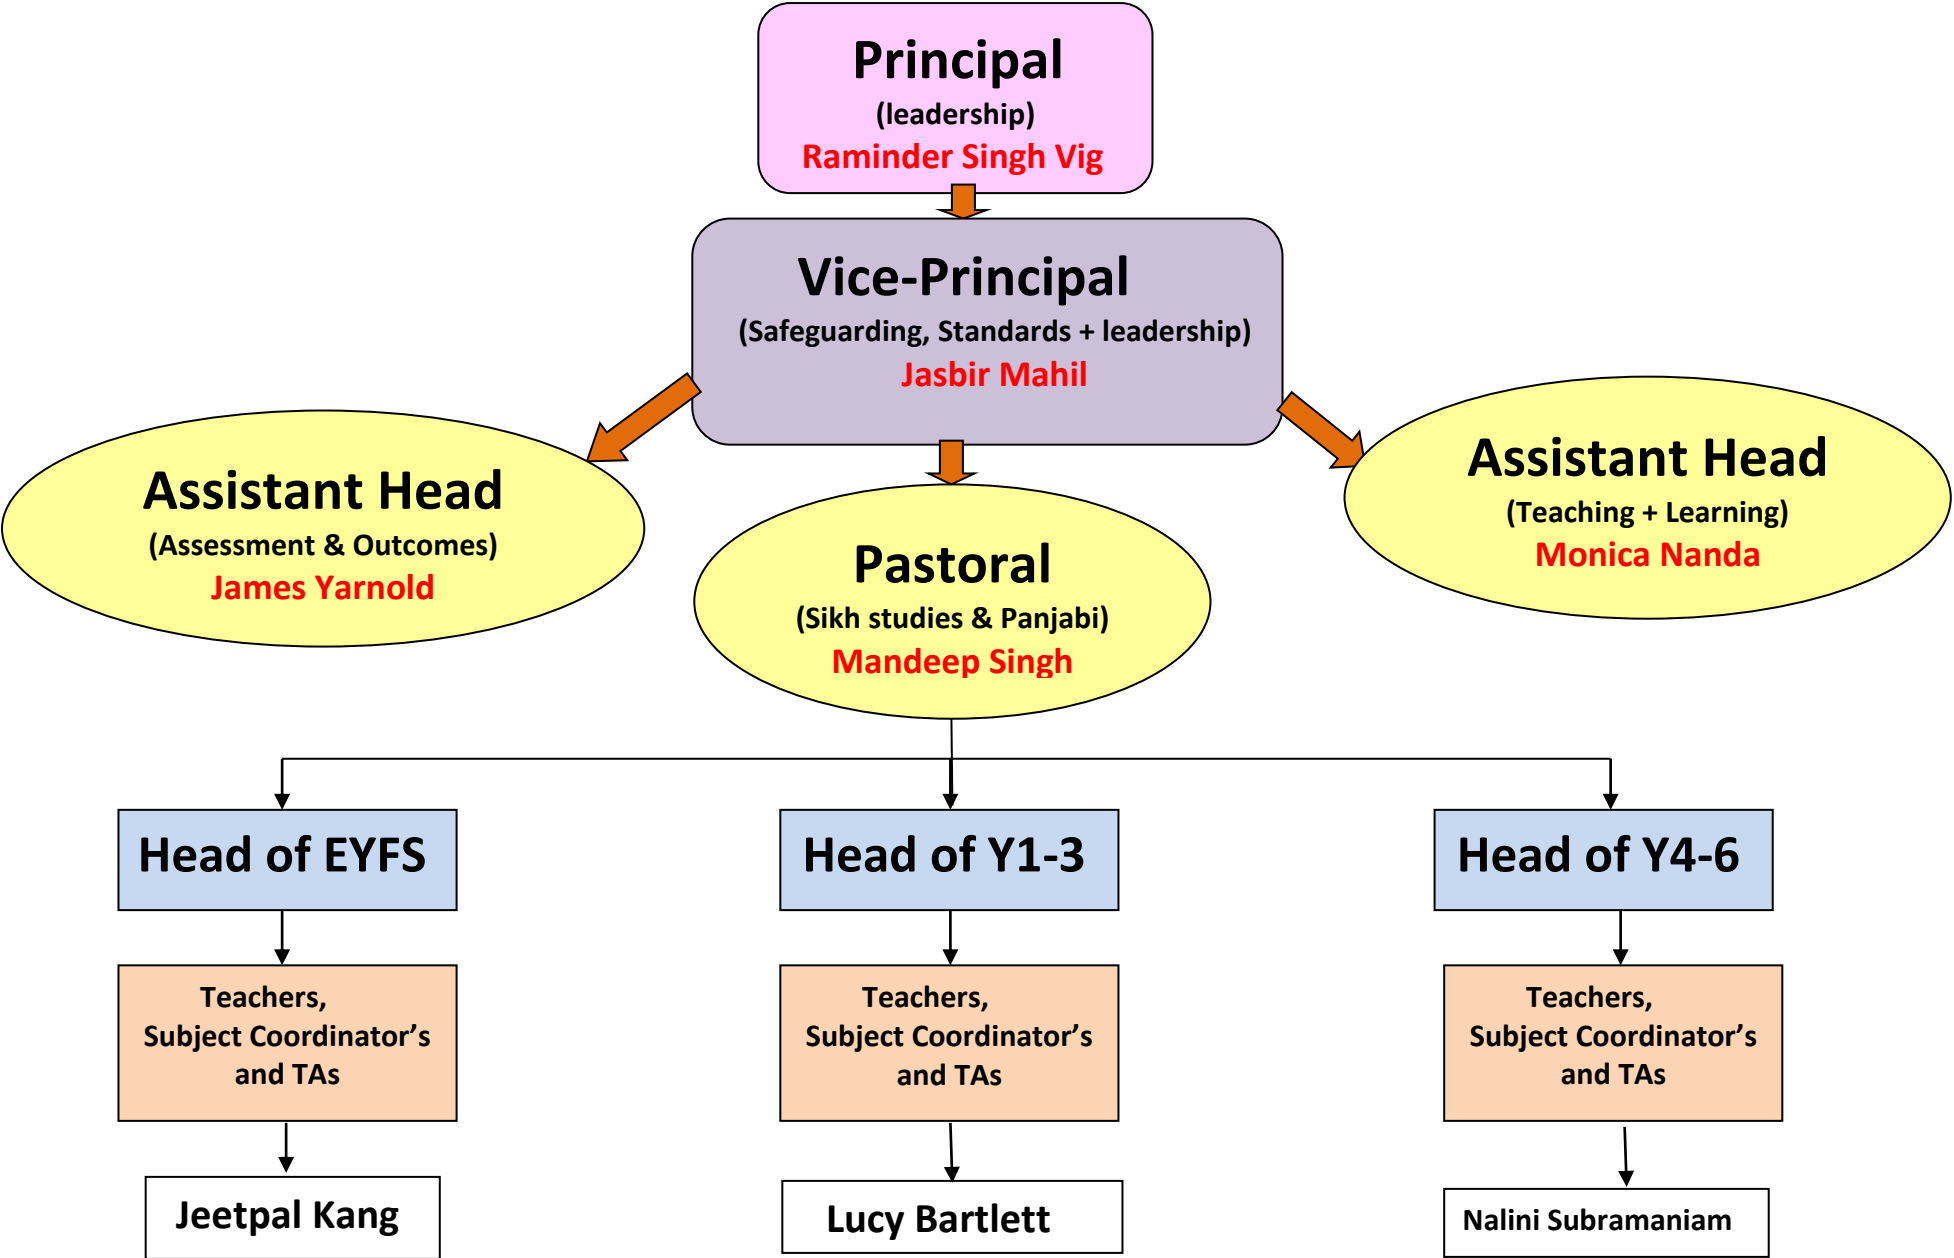 Principal
(leadership)
Raminder Singh Vig
Vice-Principal
(Safeguarding, Standards + leadership)
Jasbir Mahil
Assistant Head
(Assessment & Outcomes)
James Yarnold
Pastoral
(Sikh studies & Panjabi)
Mandeep Singh
Assistant Head
(Teaching + Learning)
Monica Nanda
Head of EYFS
Head of Y1-3
Head of Y4-6
Teachers,
Subject Coordinator’s
and TAs
Teachers,
Subject Coordinator’s
and TAs
Teachers,
Subject Coordinator’s
and TAs
Jeetpal Kang
Lucy Bartlett
Nalini Subramaniam